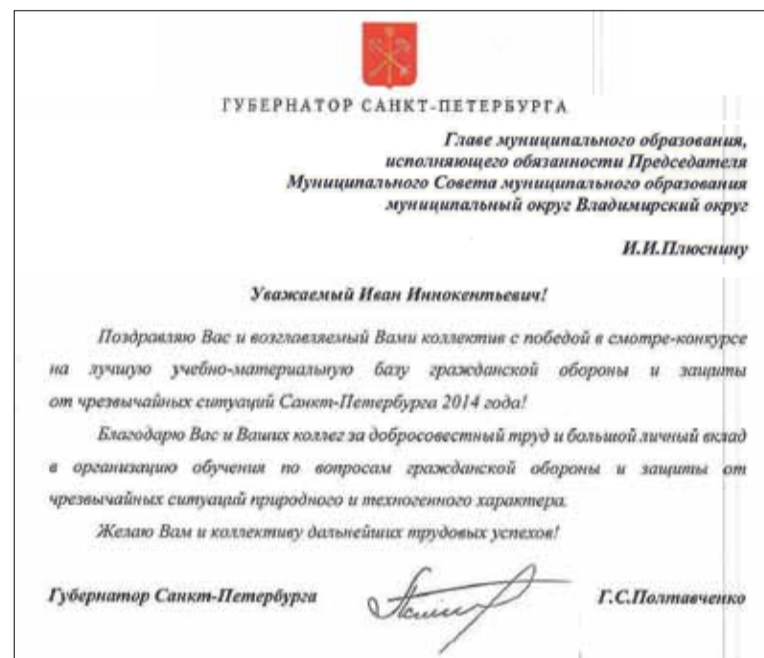 ГУБЕРНАТОР САНКТ-ПЕТЕРБУРГА
Главе муниципального образования,
исполняющего обязанности Председателя
Муниципального Совета муниципального образования
муниципальный округ Владимирский округ
И.И.Плюснину
Уважаемый Иван Иннокентьевич!
Поздравляю Вас и возглавляемый Вами коллектив с победой в смотре-конкурсе
на лучшую учебно-материальную базу гражданской обороны и защиты
от чрезвычайных ситуаций Санкт-Петербурга 2014 года!
Благодарю Вас и Ваших коллег за добросовестный труд и большой личный вклад
в организацию обучения по вопросам гражданской обороны и защиты от
чрезвычайных ситуаций природного и техногенного характера.
Желаю Вам и коллективу дальнейших трудовых успехов!
Губернатор Санкт-Петербурга
Г.С.Полтавченко